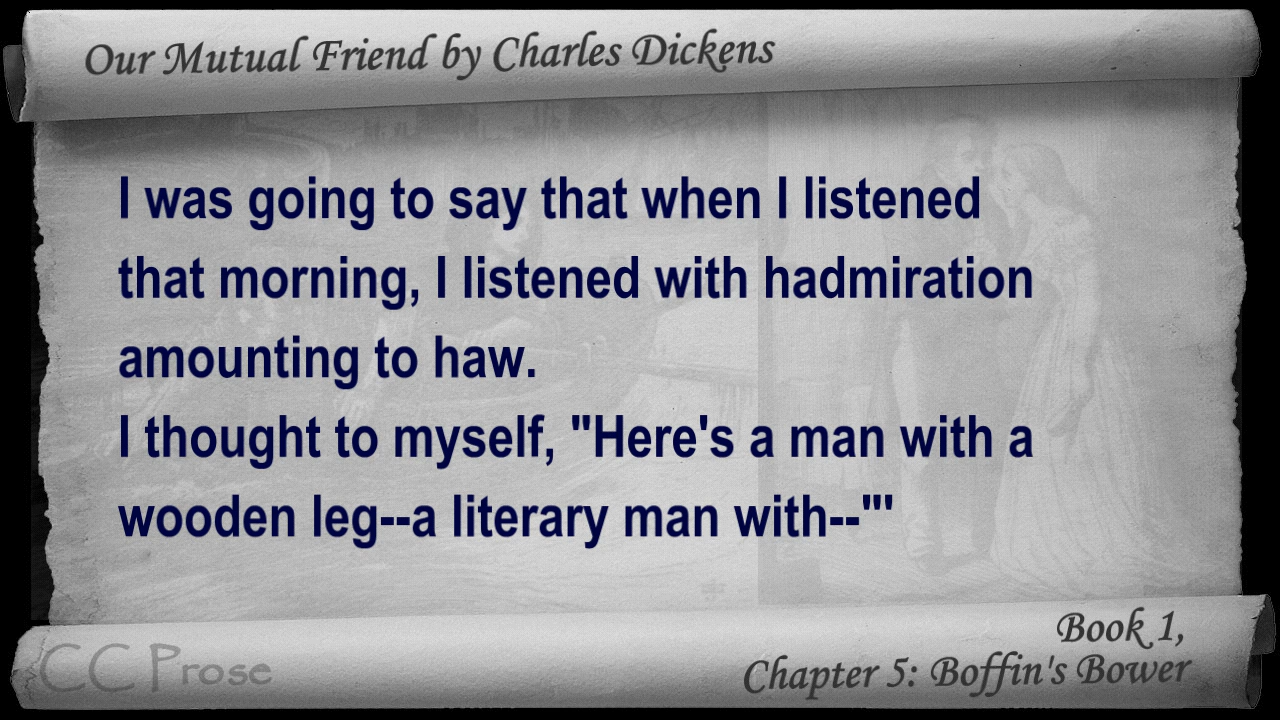 Our Mutual Friend by Charles Dickens
I was going to say that when I listened
that morning, I listened with hadmiration
amounting to haw.
I thought to myself, "Here's a man with a
wooden leg--a literary man with--"'
CC Prose
Book 1,
Chapter 5: Boffin's Bower